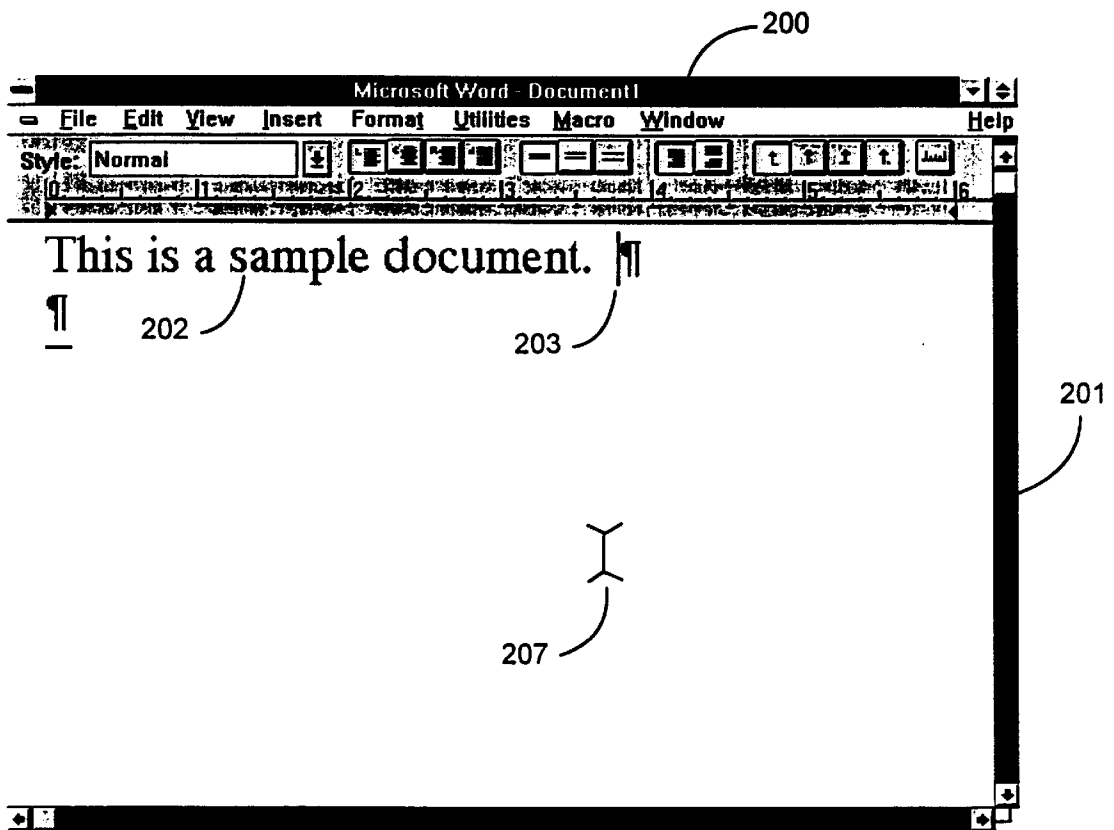 200
Microsoft Word - Document1
File Edit View Insert Format Utilities Macro Window Help
Style: Normal
0 1 2 3 4 5 6
This is a sample document. ¶
¶
202
203
201
207